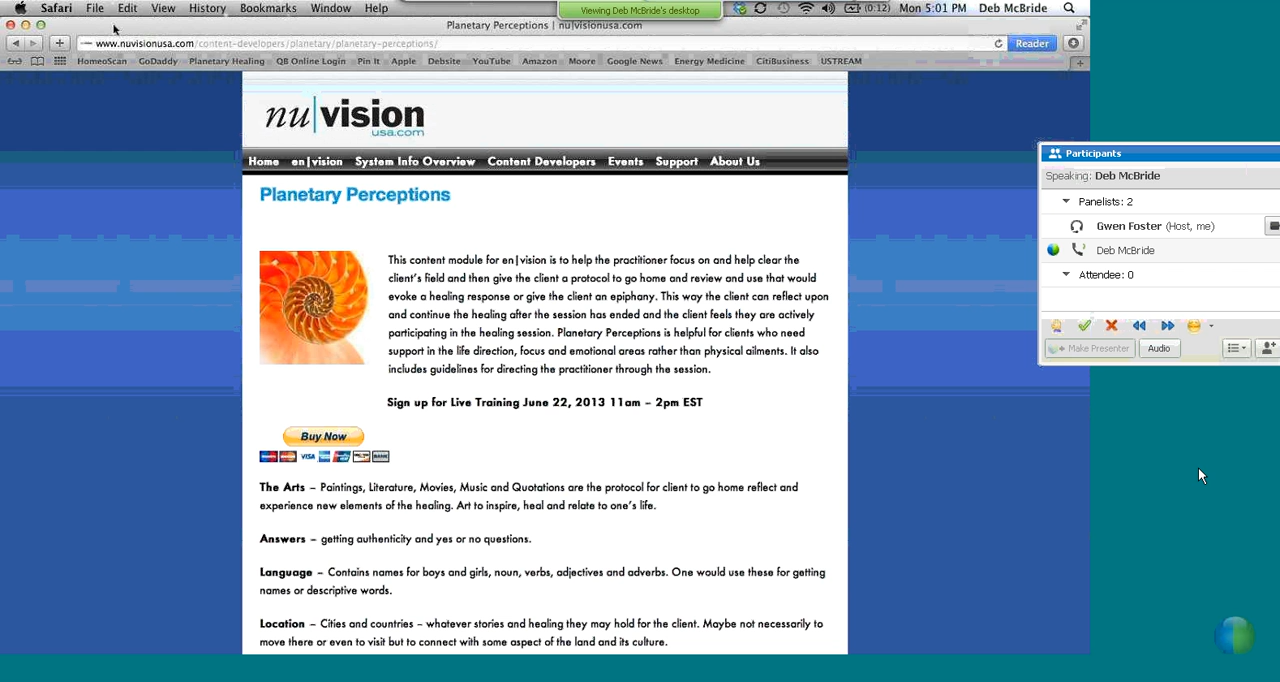 Safari File Edit View History Bookmarks Window Help
Viewing Deb McBride's desktop
(0:12) Mon 5:01 PM Deb McBride
Planetary Perceptions | nu|visionusa.com
www.nuvisionusa.com/content-developers/planetary/planetary-perceptions/
Reader
HomeoScan GoDaddy Planetary Healing QB Online Login Pin It Apple Debsite YouTube Amazon Moore Google News Energy Medicine CitiBusiness USTREAM
nu|vision
usa.com
Home en|vision System Info Overview Content Developers Events Support About Us
Planetary Perceptions
This content module for en|vision is to help the practitioner focus on and help clear the
client's field and then give the client a protocol to go home and review and use that would
evoke a healing response or give the client an epiphany. This way the client can reflect upon
and continue the healing after the session has ended and the client feels they are actively
participating in the healing session. Planetary Perceptions is helpful for clients who need
support in the life direction, focus and emotional areas rather than physical ailments. It also
includes guidelines for directing the practitioner through the session.
Sign up for Live Training June 22, 2013 11am – 2pm EST
Buy Now
VISA
The Arts – Paintings, Literature, Movies, Music and Quotations are the protocol for client to go home reflect and
experience new elements of the healing. Art to inspire, heal and relate to one's life.
Answers – getting authenticity and yes or no questions.
Language – Contains names for boys and girls, noun, verbs, adjectives and adverbs. One would use these for getting
names or descriptive words.
Location – Cities and countries – whatever stories and healing they may hold for the client. Maybe not necessarily to
move there or even to visit but to connect with some aspect of the land and its culture.
Participants
Speaking: Deb McBride
Panelists: 2
Gwen Foster (Host, me)
Deb McBride
Attendee: 0
Make Presenter
Audio